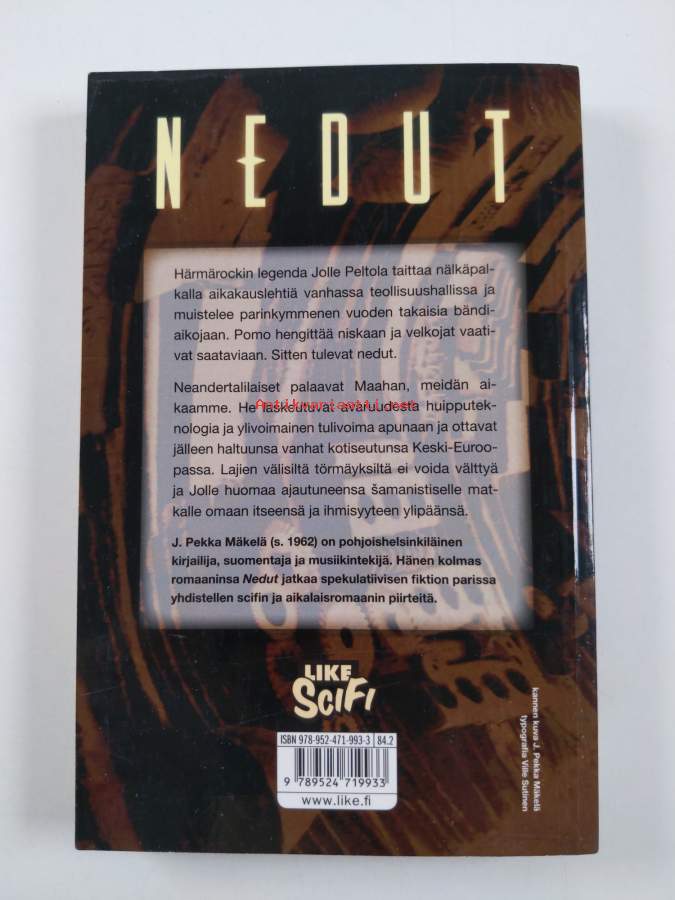 NEDUT
Härmärockin legenda Jolle Peltola taittaa nälkäpal-
kalla aikakauslehtiä vanhassa teollisuushallissa ja
muistelee parinkymmenen vuoden takaisia bändi-
aikojaan. Pomo hengittää niskaan ja velkojat vaati-
vat saataviaan. Sitten tulevat nedut.
Neandertalilaiset palaavat Maahan, meidän ai-
kaamme. He laskeutuvat avaruudesta huipputek-
nologia ja ylivoimainen tulivoima apunaan ja ottavat
jälleen haltuunsa vanhat kotiseutunsa Keski-Euroo-
passa. Lajien välisiltä törmäyksiltä ei voida välttyä
ja Jolle huomaa ajautuneensa šamanistiselle mat-
kalle omaan itseensä ja ihmisyyteen ylipäänsä.
J. Pekka Mäkelä (s. 1962) on pohjoishelsinkiläinen
kirjailija, suomentaja ja musiikintekijä. Hänen kolmas
romaaninsa Nedut jatkaa spekulatiivisen fiktion parissa
yhdistellen scifin ja aikalaisromaanin piirteitä.
Antikvariaatti.net
LIKE
SCIFI
ISBN 978-952-471-993-3 84.2
9 789524 719933
www.like.fi
kannen kuva J. Pekka Mäkelä
typografia Ville Sutinen